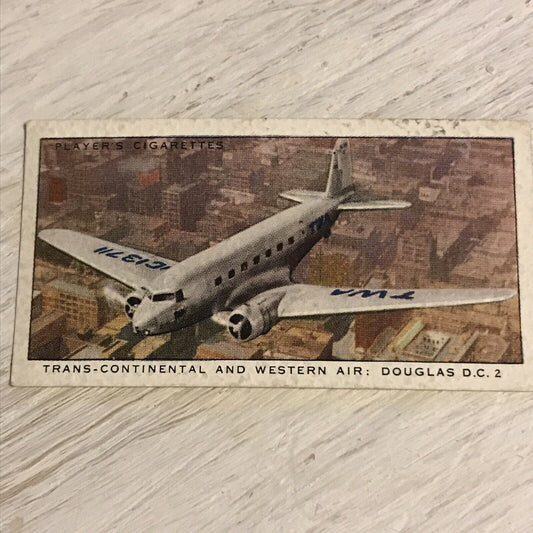 PLAYER'S CIGARETTES
NC13711
TWA
TRANS-CONTINENTAL AND WESTERN AIR: DOUGLAS D.C. 2